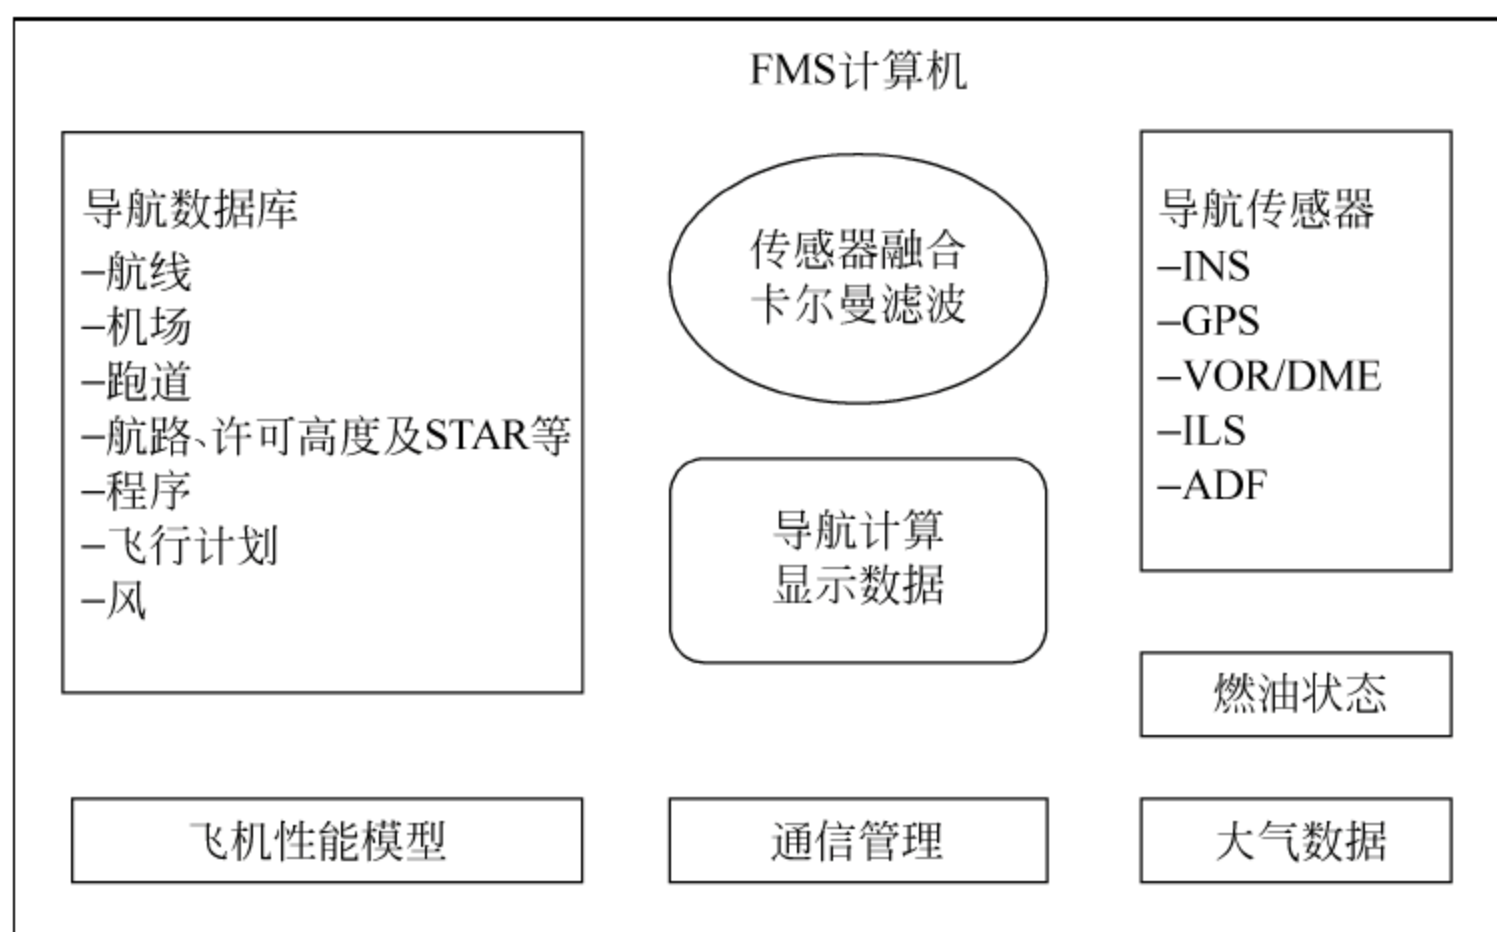 FMS计算机
导航数据库
–航线
–机场
–跑道
–航路、许可高度及STAR等
–程序
–飞行计划
–风
传感器融合
卡尔曼滤波
导航计算
显示数据
导航传感器
–INS
–GPS
–VOR/DME
–ILS
–ADF
燃油状态
飞机性能模型
通信管理
大气数据